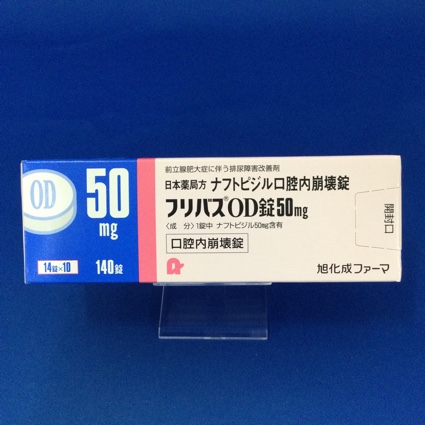 OD
50
mg
14錠×10
140錠
前立腺肥大症に伴う排尿障害改善剤
日本薬局方 ナフトピジル口腔内崩壊錠
フリバス®OD錠50mg
〈成 分〉1錠中 ナフトピジル50mg含有
口腔内崩壊錠
開封口
旭化成ファーマ